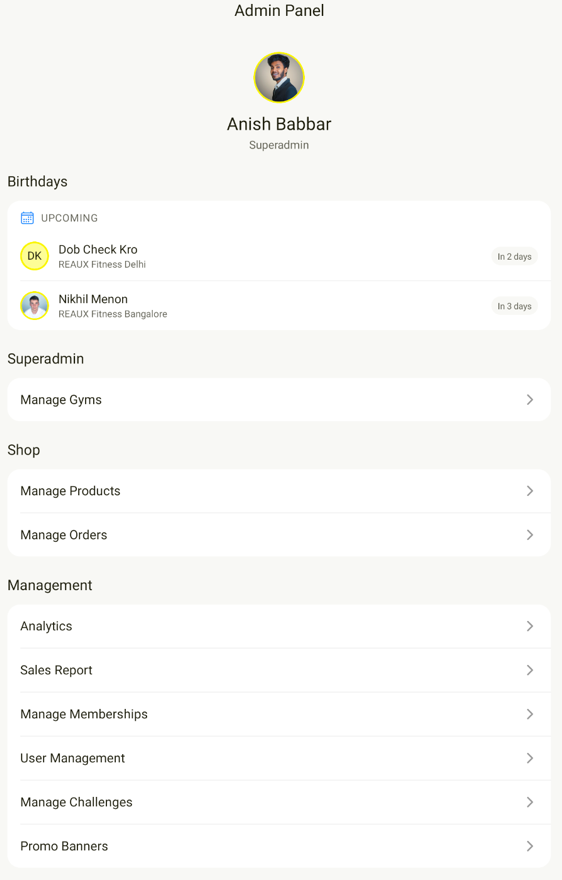 Admin Panel
Anish Babbar
Superadmin
Birthdays
UPCOMING
DK
Dob Check Kro
REAUX Fitness Delhi
In 2 days
Nikhil Menon
REAUX Fitness Bangalore
In 3 days
Superadmin
Manage Gyms
Shop
Manage Products
Manage Orders
Management
Analytics
Sales Report
Manage Memberships
User Management
Manage Challenges
Promo Banners